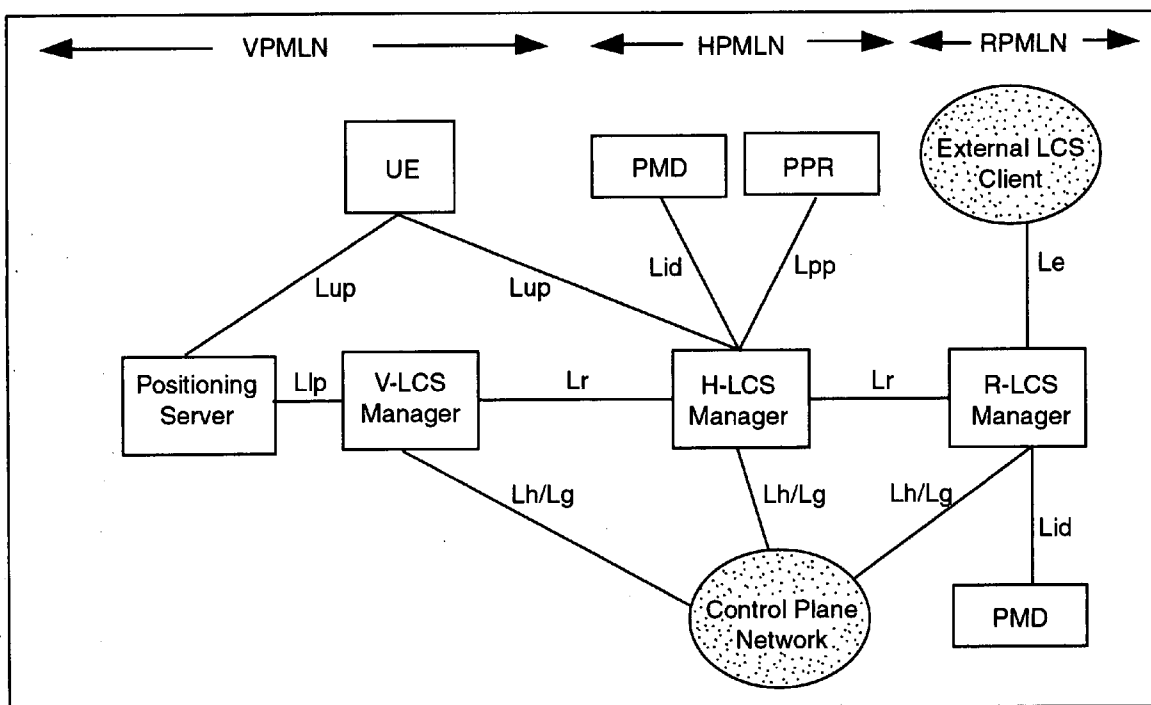 VPMLN
HPMLN
RPMLN
UE
PMD
PPR
External LCS
Client
Lup
Lup
Lid
Lpp
Le
Positioning
Server
Llp
V-LCS
Manager
Lr
H-LCS
Manager
Lr
R-LCS
Manager
Lh/Lg
Lh/Lg
Lh/Lg
Lid
Control Plane
Network
PMD